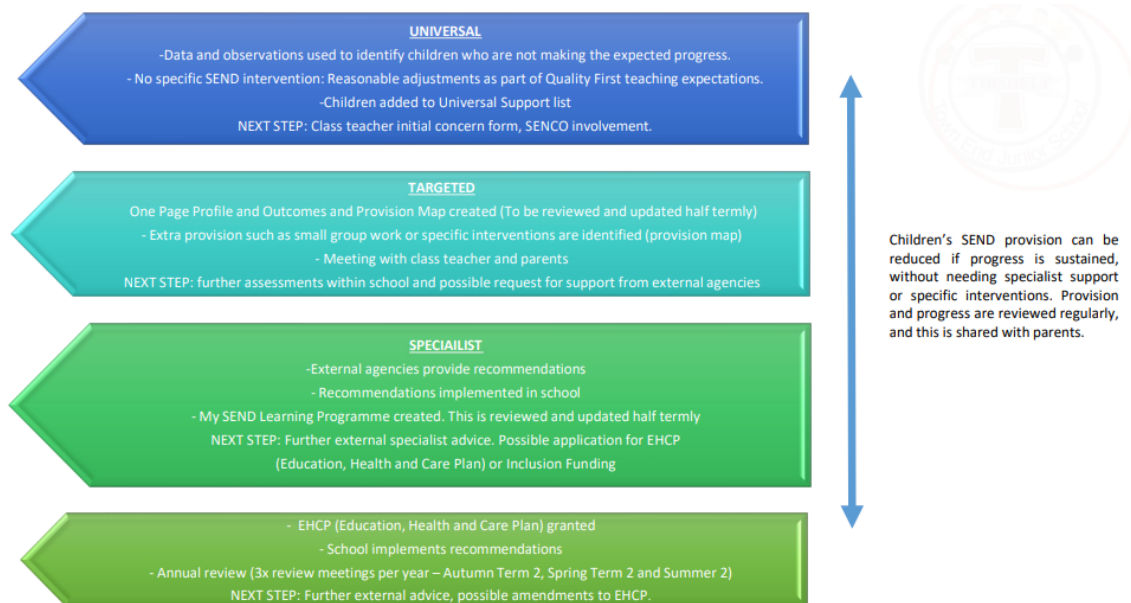 UNIVERSAL
-Data and observations used to identify children who are not making the expected progress.
- No specific SEND intervention: Reasonable adjustments as part of Quality First teaching expectations.
-Children added to Universal Support list
NEXT STEP: Class teacher initial concern form, SENCO involvement.
TARGETED
One Page Profile and Outcomes and Provision Map created (To be reviewed and updated half termly)
- Extra provision such as small group work or specific interventions are identified (provision map)
- Meeting with class teacher and parents
NEXT STEP: further assessments within school and possible request for support from external agencies
SPECIAILIST
-External agencies provide recommendations
- Recommendations implemented in school
- My SEND Learning Programme created. This is reviewed and updated half termly
NEXT STEP: Further external specialist advice. Possible application for EHCP
(Education, Health and Care Plan) or Inclusion Funding
- EHCP (Education, Health and Care Plan) granted
- School implements recommendations
- Annual review (3x review meetings per year – Autumn Term 2, Spring Term 2 and Summer 2)
NEXT STEP: Further external advice, possible amendments to EHCP.
Children's SEND provision can be
reduced if progress is sustained,
without needing specialist support
or specific interventions. Provision
and progress are reviewed regularly,
and this is shared with parents.
Town End Junior School